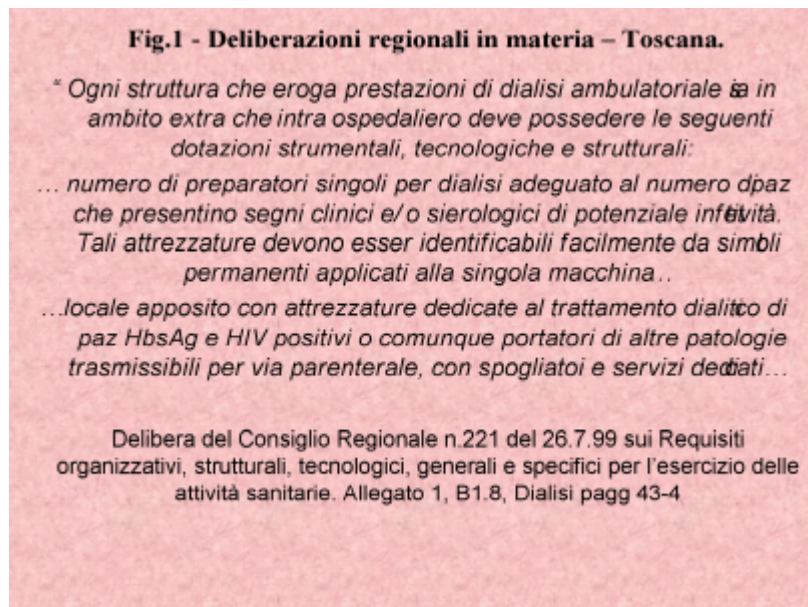 Fig.1 - Deliberazioni regionali in materia – Toscana.
“ Ogni struttura che eroga prestazioni di dialisi ambulatoriale sia in
ambito extra che intra ospedaliero deve possedere le seguenti
dotazioni strumentali, tecnologiche e strutturali:
… numero di preparatori singoli per dialisi adeguato al numero di paz
che presentino segni clinici e/o sierologici di potenziale infettività.
Tali attrezzature devono esser identificabili facilmente da simboli
permanenti applicati alla singola macchina..
…locale apposito con attrezzature dedicate al trattamento dialitico di
paz HbsAg e HIV positivi o comunque portatori di altre patologie
trasmissibili per via parenterale, con spogliatoi e servizi dedicati…
Delibera del Consiglio Regionale n.221 del 26.7.99 sui Requisiti
organizzativi, strutturali, tecnologici, generali e specifici per l'esercizio delle
attività sanitarie. Allegato 1, B1.8, Dialisi pagg 43-4